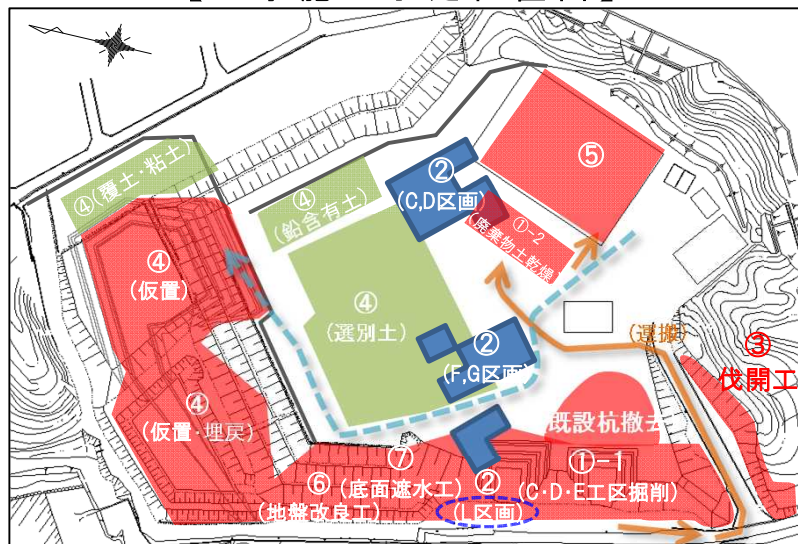 ④(覆土・粘土)
④
(鉛含有土)
②
(C,D区画)
⑤
①-2
(廃棄物土乾燥)
④
(仮置)
④
(選別土)
②
(F,G区画)
(運搬)
③
伐開工
④
(仮置・埋戻)
既設杭撤去
⑦
(底面遮水工)
⑥
(地盤改良工)
②
(L区画)
①-1
(C・D・E工区掘削)